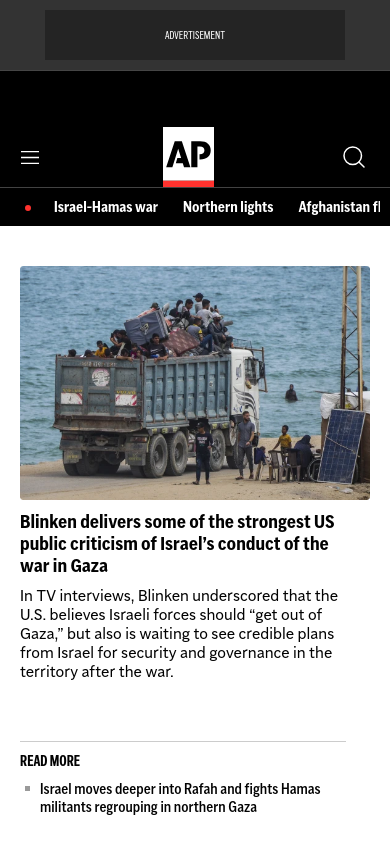 ADVERTISEMENT
AP
Israel-Hamas war Northern lights Afghanistan
Blinken delivers some of the strongest US
public criticism of Israel’s conduct of the
war in Gaza
In TV interviews, Blinken underscored that the
U.S. believes Israeli forces should “get out of
Gaza,” but also is waiting to see credible plans
from Israel for security and governance in the
territory after the war.
READ MORE
Israel moves deeper into Rafah and fights Hamas
militants regrouping in northern Gaza